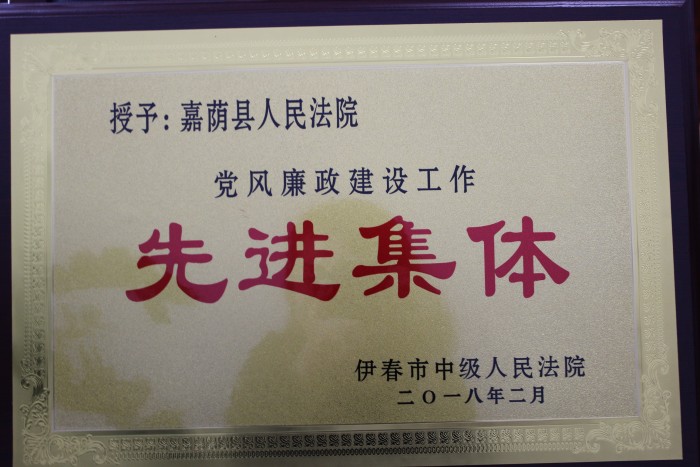 授予：嘉荫县人民法院
党风廉政建设工作
先进集体
伊春市中级人民法院
二〇一八年二月